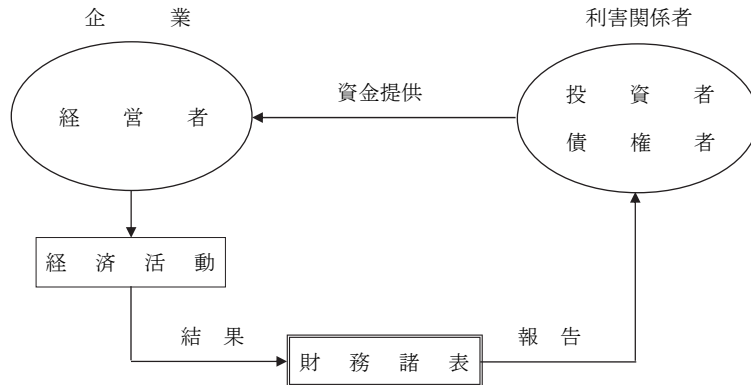 企業
利害関係者
経営者
資金提供
投資者
債権者
経済活動
結果
財務諸表
報告